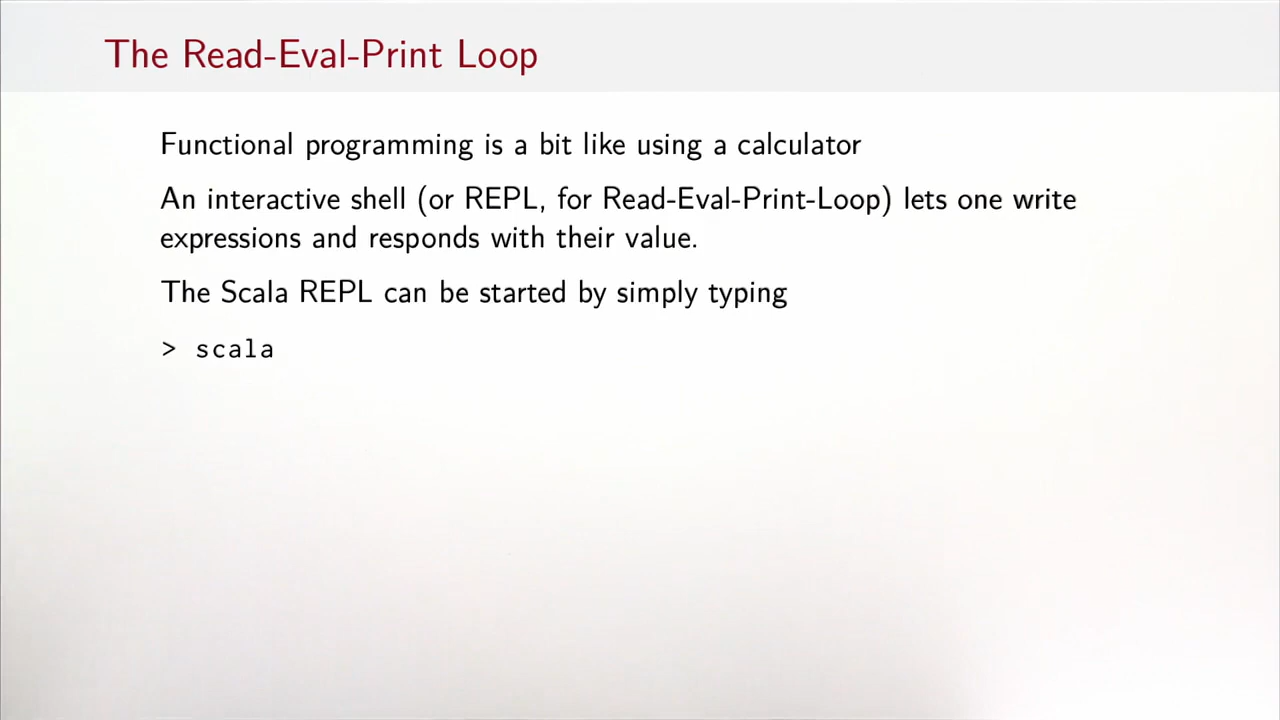 The Read-Eval-Print Loop
Functional programming is a bit like using a calculator
An interactive shell (or REPL, for Read-Eval-Print-Loop) lets one write
expressions and responds with their value.
The Scala REPL can be started by simply typing
> scala